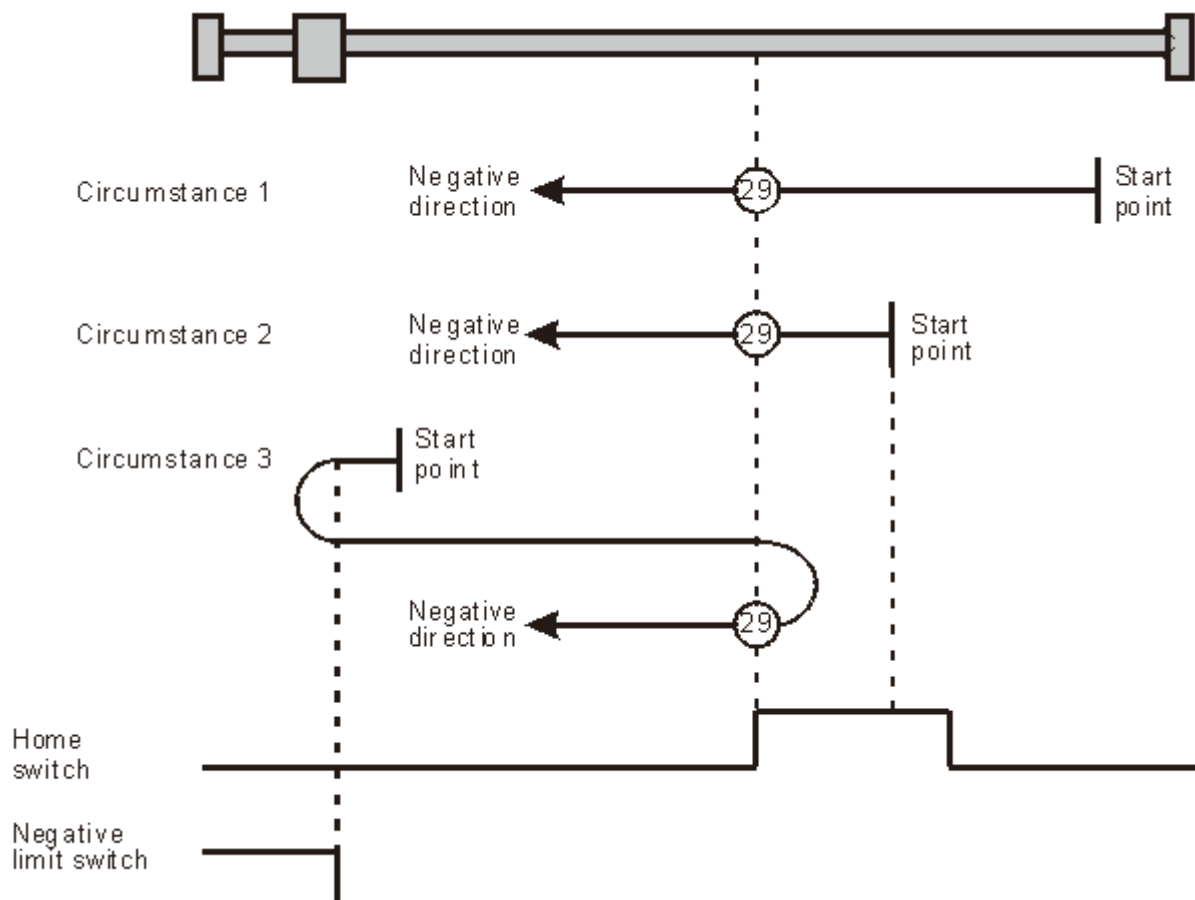 Circumstance 1
Negative
direction
29
Start
point
Circumstance 2
Negative
direction
29
Start
point
Circumstance 3
Start
point
Negative
direction
29
Home
switch
Negative
limit switch